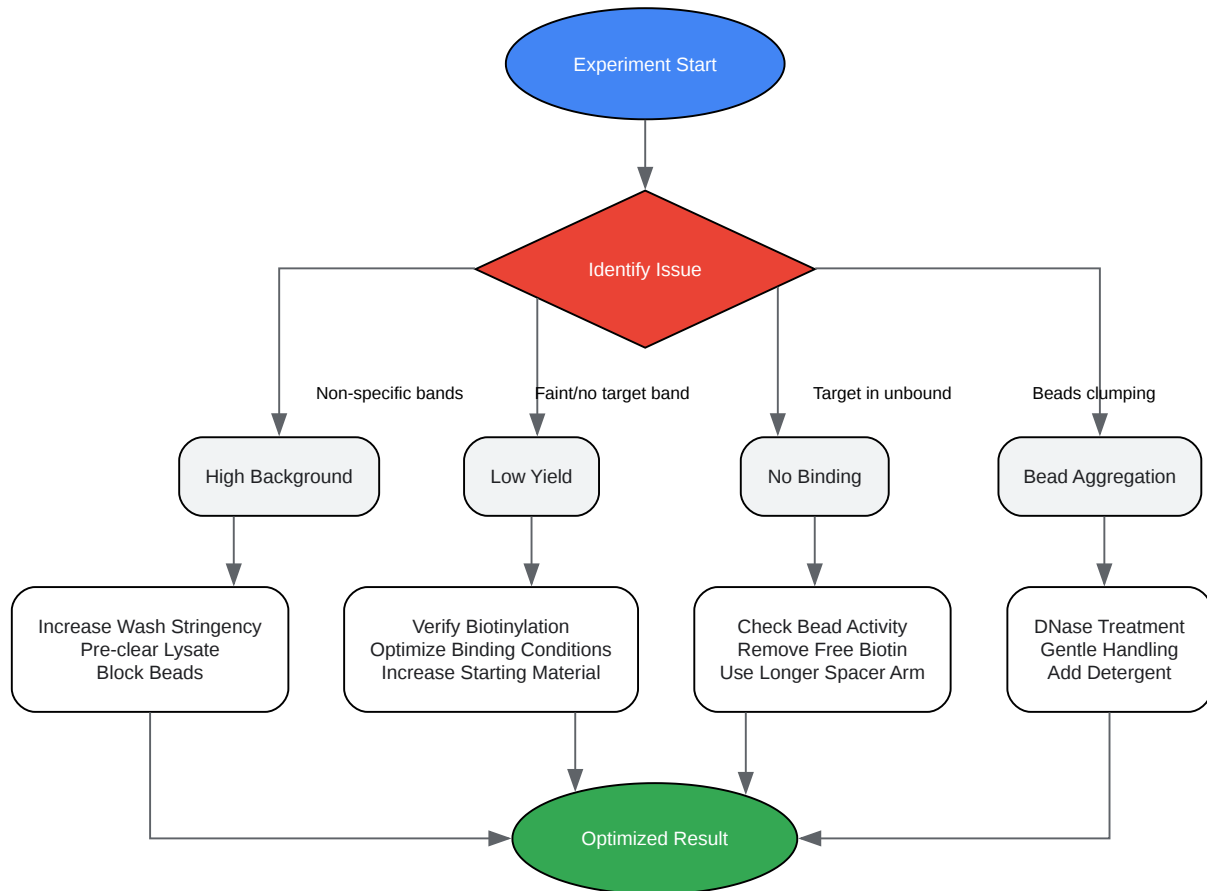 Experiment Start
Identify Issue
Non-specific bands
Faint/no target band
Target in unbound
Beads clumping
High Background
Low Yield
No Binding
Bead Aggregation
Increase Wash Stringency
Pre-clear Lysate
Block Beads
Verify Biotinylation
Optimize Binding Conditions
Increase Starting Material
Check Bead Activity
Remove Free Biotin
Use Longer Spacer Arm
DNase Treatment
Gentle Handling
Add Detergent
Optimized Result